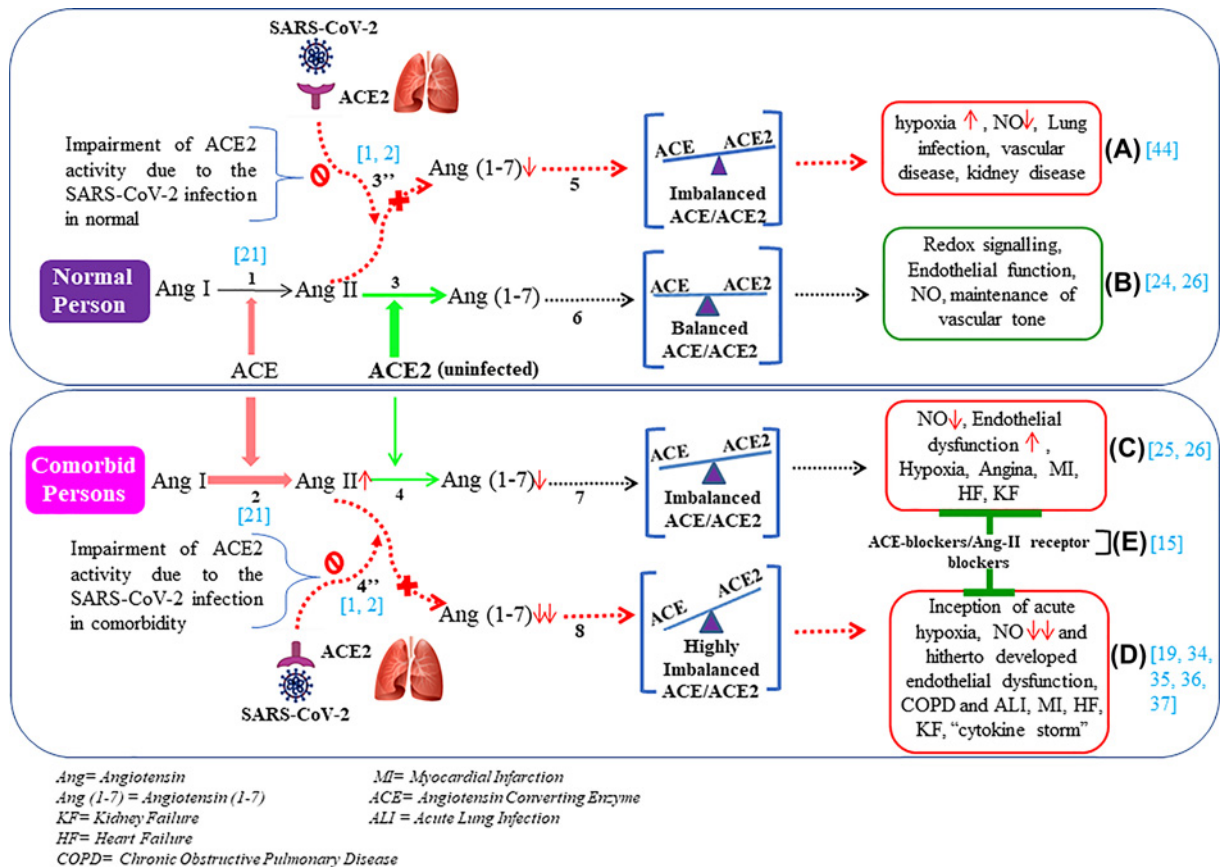 SARS-CoV-2
ACE2
Impairment of ACE2
activity due to the
SARS-CoV-2 infection
in normal
[1, 2]
3’’
Ang (1-7)↓
5
ACE ACE2
Imbalanced
ACE/ACE2
hypoxia ↑, NO↓, Lung
infection, vascular
disease, kidney disease
(A) [44]
Normal
Person
[21]
Ang I
1
Ang II
3
Ang (1-7)
6
ACE ACE2
Balanced
ACE/ACE2
Redox signalling,
Endothelial function,
NO, maintenance of
vascular tone
(B) [24, 26]
ACE
ACE2 (uninfected)
Comorbid
Persons
Ang I
2
[21]
Ang II↑
4
Ang (1-7)↓
7
ACE ACE2
Imbalanced
ACE/ACE2
NO↓, Endothelial
dysfunction ↑ ,
Hypoxia, Angina, MI,
HF, KF
(C) [25, 26]
ACE-blockers/Ang-II receptor
blockers
(E) [15]
Impairment of ACE2
activity due to the
SARS-CoV-2 infection
in comorbidity
4’’
[1, 2]
ACE2
SARS-CoV-2
Ang (1-7)↓↓
8
ACE ACE2
Highly
Imbalanced
ACE/ACE2
Inception of acute
hypoxia, NO ↓↓ and
hitherto developed
endothelial dysfunction,
COPD and ALI, MI, HF,
KF, “cytokine storm”
(D) [19, 34,
35, 36,
37]
Ang= Angiotensin
Ang (1-7) = Angiotensin (1-7)
KF= Kidney Failure
HF= Heart Failure
COPD= Chronic Obstructive Pulmonary Disease
MI= Myocardial Infarction
ACE= Angiotensin Converting Enzyme
ALI = Acute Lung Infection